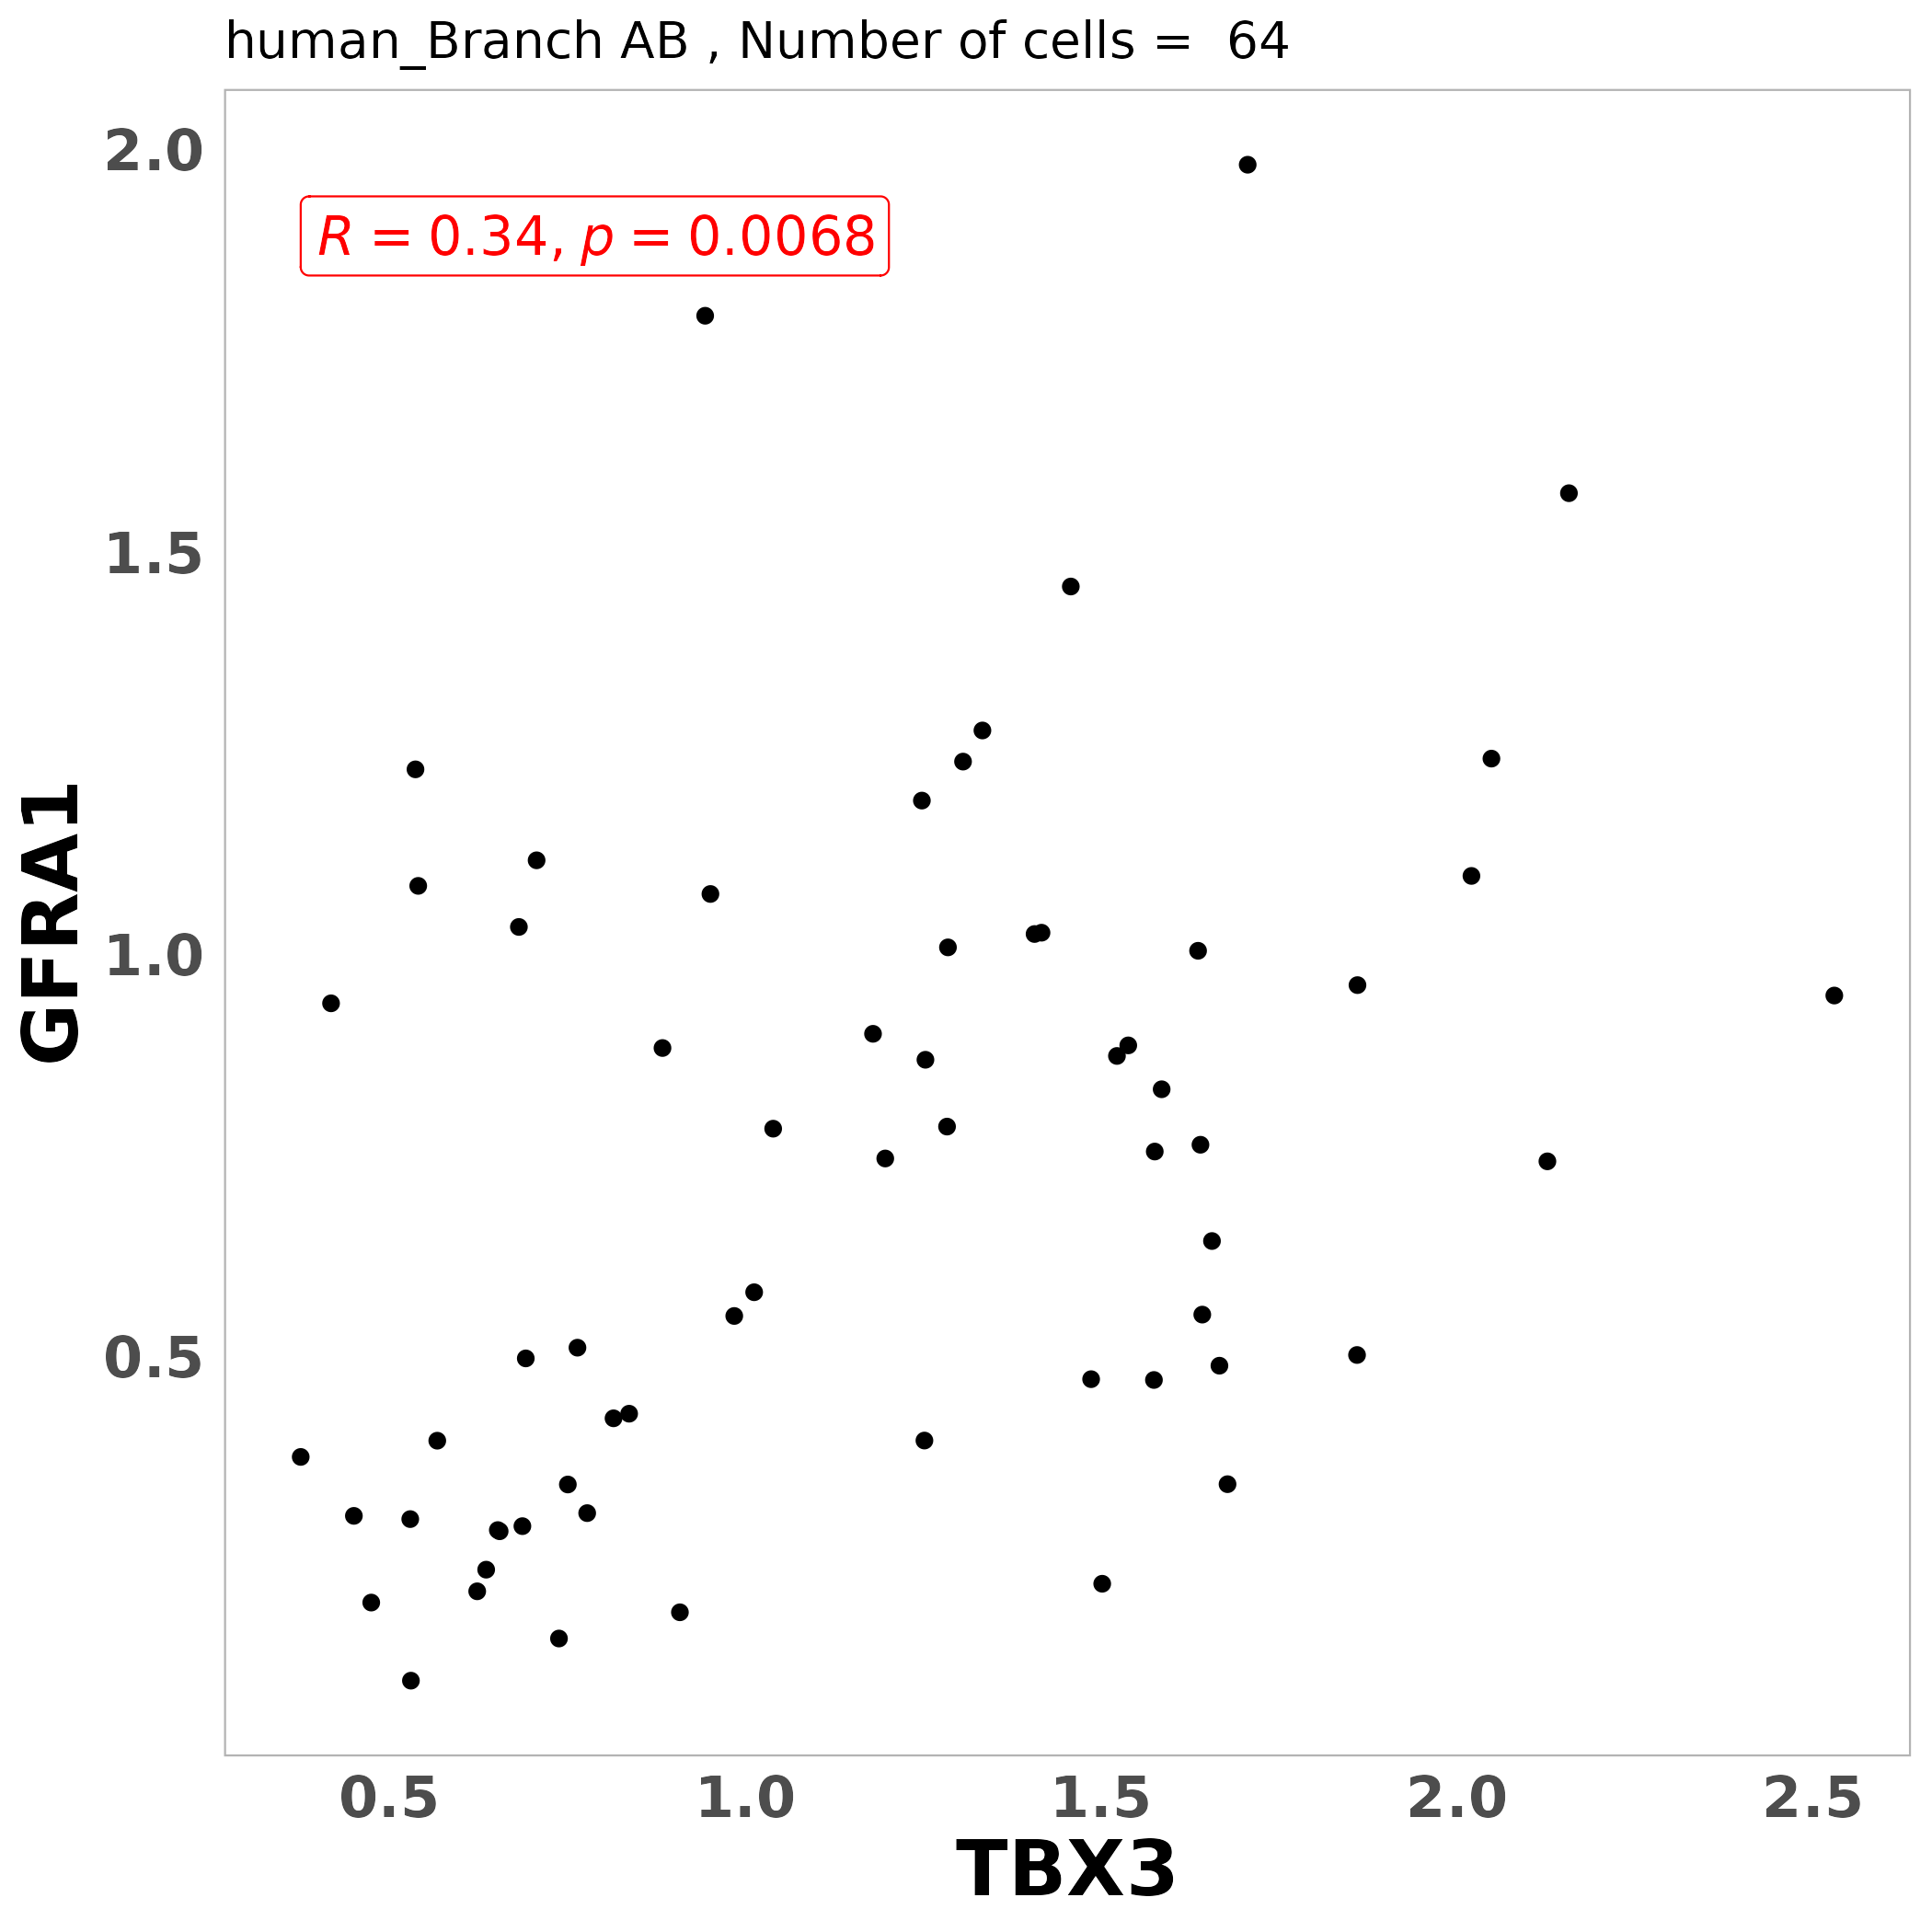 human_Branch AB , Number of cells =  64
R = 0.34, p = 0.0068
GFRA1
2.0
1.5
1.0
0.5
0.5 1.0 1.5 2.0 2.5
TBX3